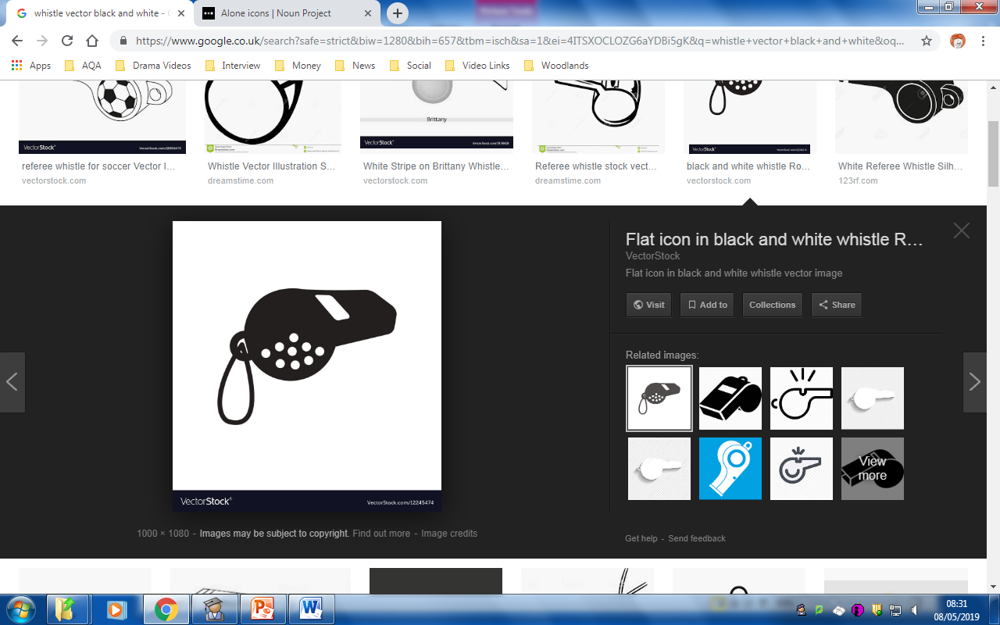 whistle vector black and white - G
Alone icons | Noun Project
https://www.google.co.uk/search?safe=strict&biw=1280&bih=657&tbm=isch&sa=1&ei=4ITSXOCLOZG6aYDBi5gK&q=whistle+vector+black+and+white&oq...
Apps AQA Drama Videos Interview Money News Social Video Links Woodlands
Brittany
VectorStock®
VectorStock®
referee whistle for soccer Vector I...
vectorstock.com
Whistle Vector Illustration S...
dreamstime.com
White Stripe on Brittany Whistle...
vectorstock.com
Referee whistle stock vect...
dreamstime.com
black and white whistle Ro...
vectorstock.com
White Referee Whistle Silh...
123rf.com
Flat icon in black and white whistle R...
VectorStock
Flat icon in black and white whistle vector image
Visit Add to Collections Share
Related images:
View
more
VectorStock®
VectorStock.com/12245474
1000 × 1080 - Images may be subject to copyright. Find out more - Image credits
Get help - Send feedback
08:31
08/05/2019